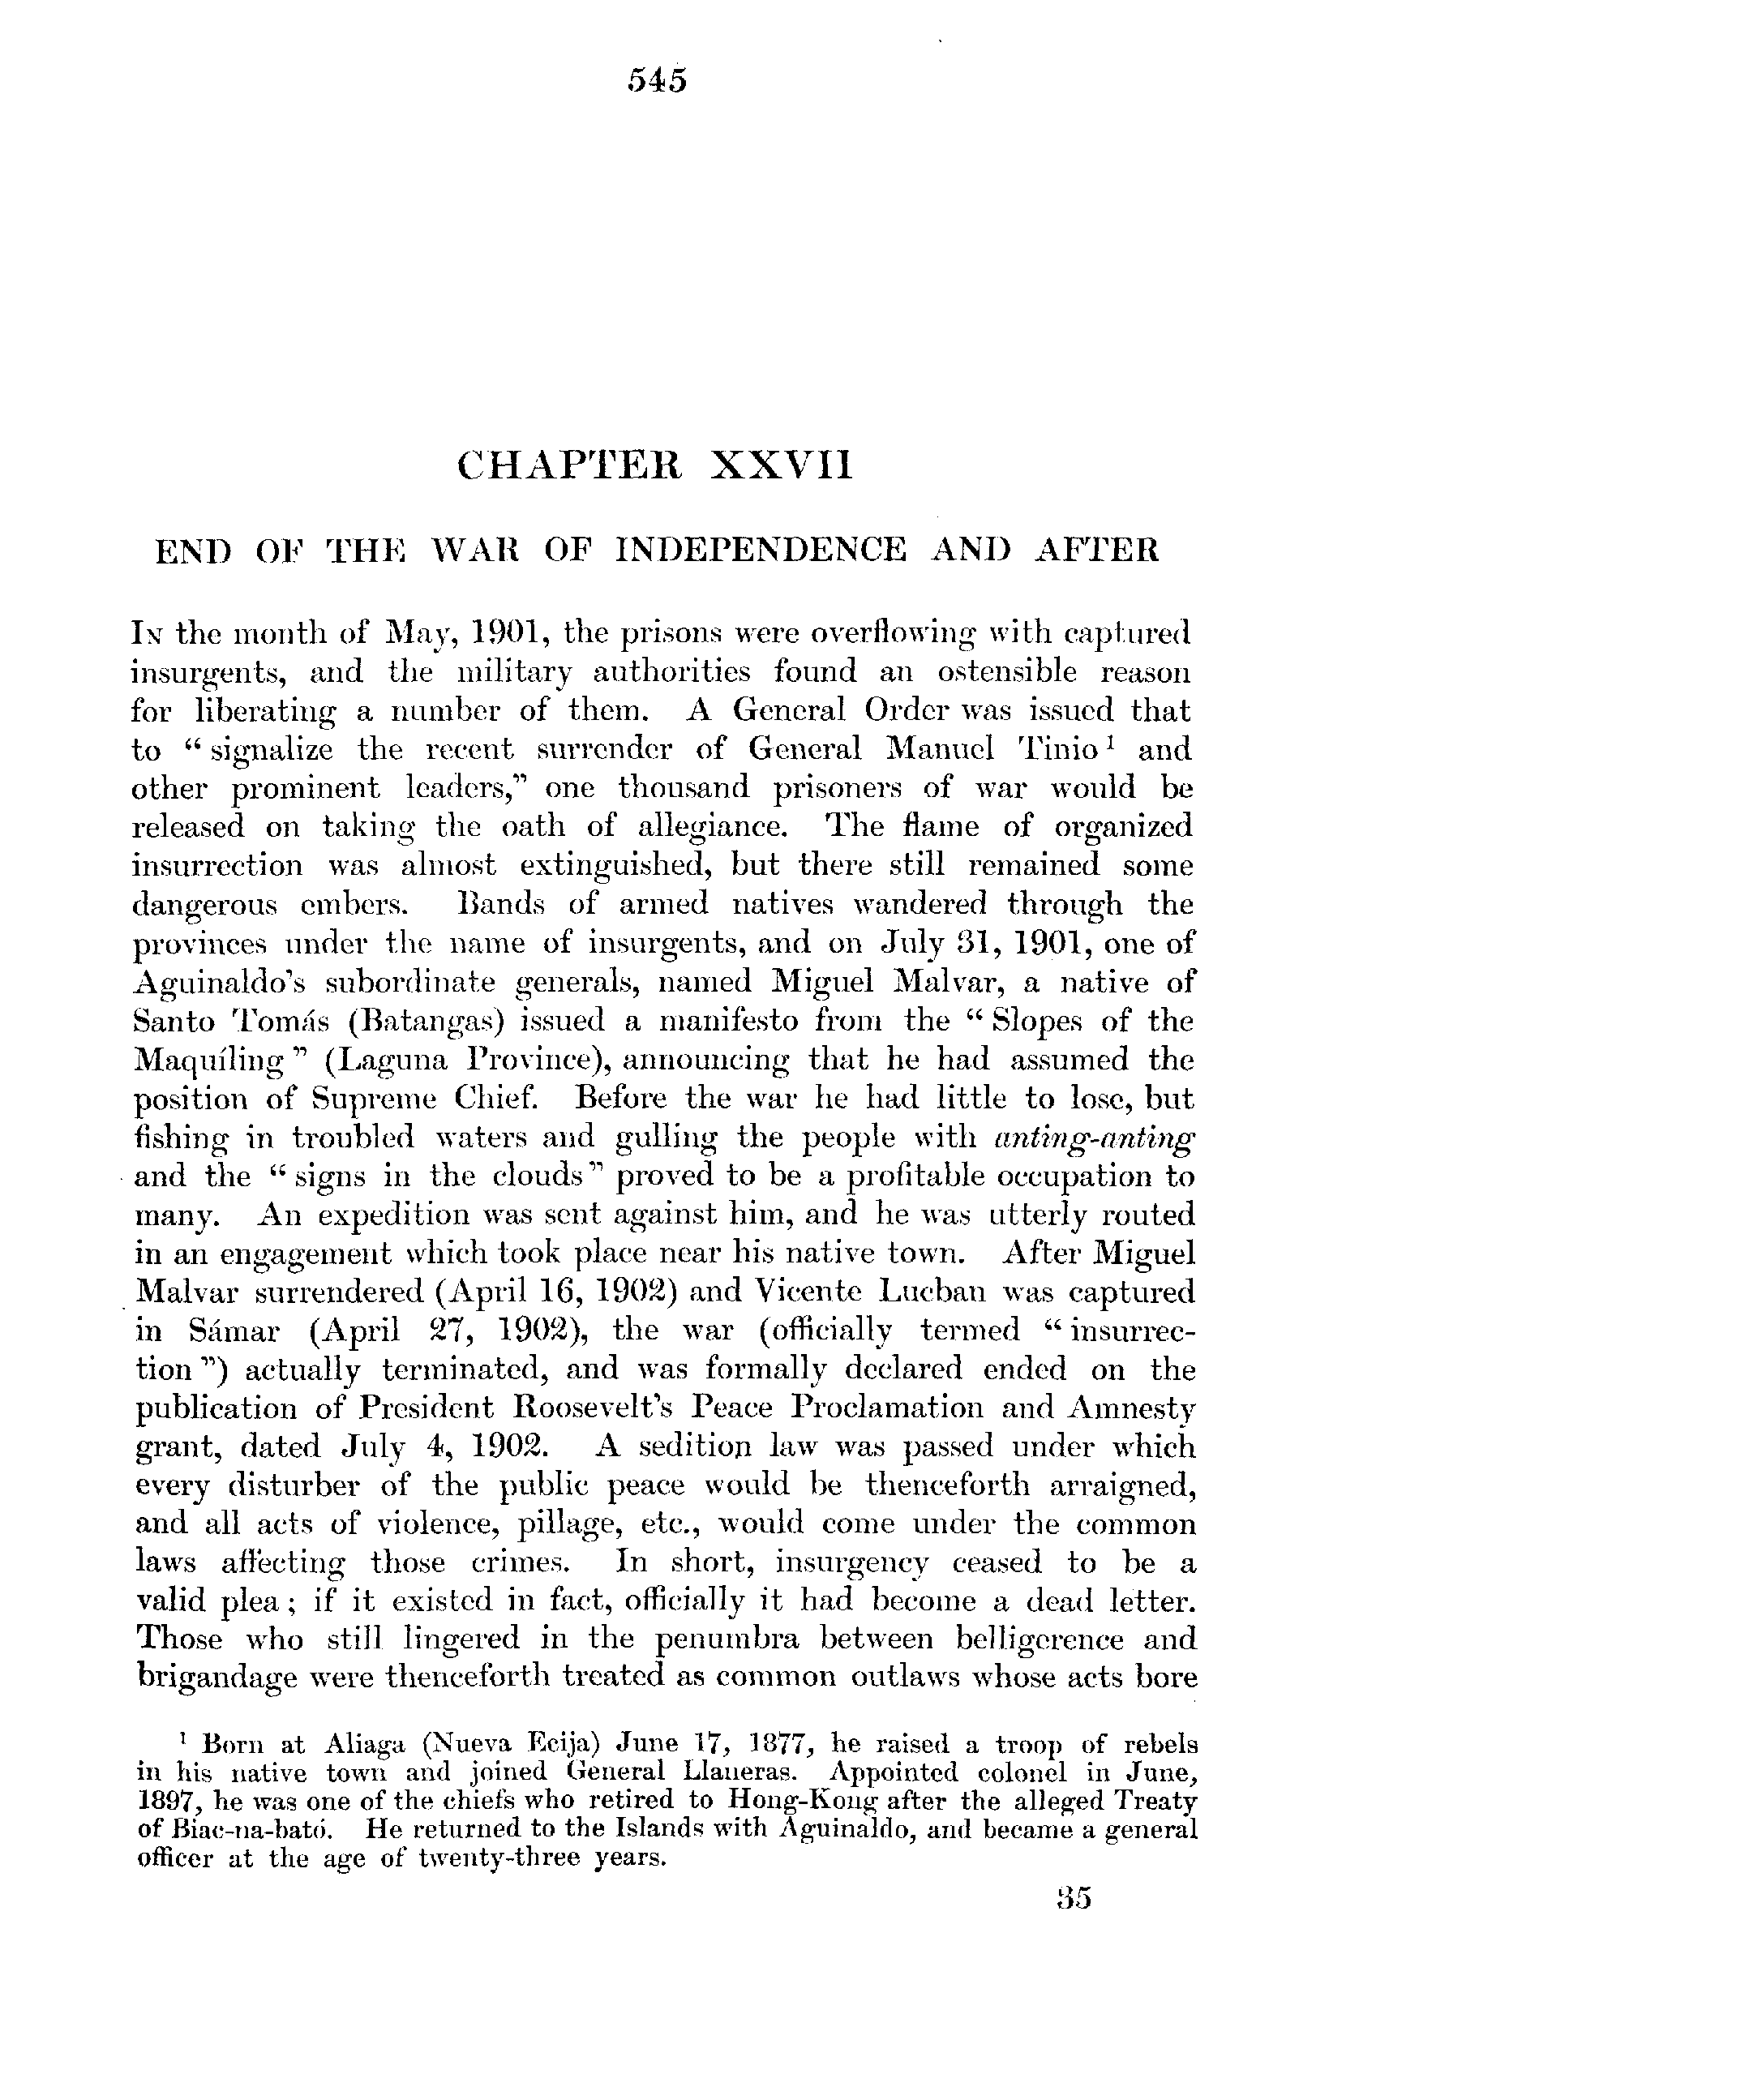 545
CHAPTER XXVII
END OF THE WAR OF INDEPENDENCE AND AFTER
In the month of May, 1901, the prisons were overflowing with captured
insurgents, and the military authorities found an ostensible reason
for liberating a number of them. A General Order was issued that
to “ signalize the recent surrender of General Manuel Tinio 1 and
other prominent leaders,” one thousand prisoners of war would be
released on taking the oath of allegiance. The flame of organized
insurrection was almost extinguished, but there still remained some
dangerous embers. Bands of armed natives wandered through the
provinces under the name of insurgents, and on July 31, 1901, one of
Aguinaldo’s subordinate generals, named Miguel Malvar, a native of
Santo Tomás (Batangas) issued a manifesto from the “ Slopes of the
Maquíling ” (Laguna Province), announcing that he had assumed the
position of Supreme Chief. Before the war he had little to lose, but
fishing in troubled waters and gulling the people with anting-anting
and the “ signs in the clouds ” proved to be a profitable occupation to
many. An expedition was sent against him, and he was utterly routed
in an engagement which took place near his native town. After Miguel
Malvar surrendered (April 16, 1902) and Vicente Lucban was captured
in Sámar (April 27, 1902), the war (officially termed “ insurrec-
tion ”) actually terminated, and was formally declared ended on the
publication of President Roosevelt’s Peace Proclamation and Amnesty
grant, dated July 4, 1902. A sedition law was passed under which
every disturber of the public peace would be thenceforth arraigned,
and all acts of violence, pillage, etc., would come under the common
laws affecting those crimes. In short, insurgency ceased to be a
valid plea ; if it existed in fact, officially it had become a dead letter.
Those who still lingered in the penumbra between belligerence and
brigandage were thenceforth treated as common outlaws whose acts bore
1 Born at Aliaga (Nueva Ecija) June 17, 1877, he raised a troop of rebels
in his native town and joined General Llaneras. Appointed colonel in June,
1897, he was one of the chiefs who retired to Hong-Kong after the alleged Treaty
of Biac-na-bató. He returned to the Islands with Aguinaldo, and became a general
officer at the age of twenty-three years.
35